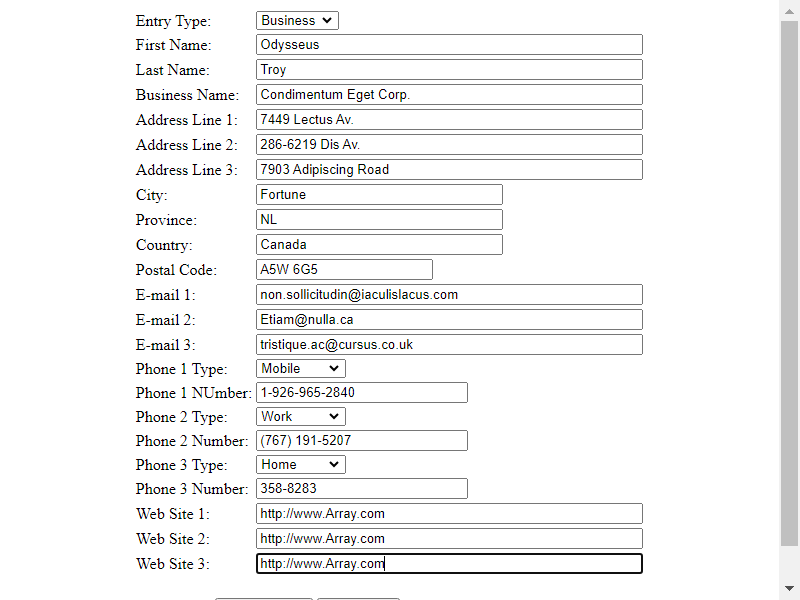 Entry Type: Business
First Name: Odysseus
Last Name: Troy
Business Name: Condimentum Eget Corp.
Address Line 1: 7449 Lectus Av.
Address Line 2: 286-6219 Dis Av.
Address Line 3: 7903 Adipiscing Road
City: Fortune
Province: NL
Country: Canada
Postal Code: A5W 6G5
E-mail 1: non.sollicitudin@iaculislacus.com
E-mail 2: Etiam@nulla.ca
E-mail 3: tristique.ac@cursus.co.uk
Phone 1 Type: Mobile
Phone 1 NUmber: 1-926-965-2840
Phone 2 Type: Work
Phone 2 Number: (767) 191-5207
Phone 3 Type: Home
Phone 3 Number: 358-8283
Web Site 1: http://www.Array.com
Web Site 2: http://www.Array.com
Web Site 3: http://www.Array.com